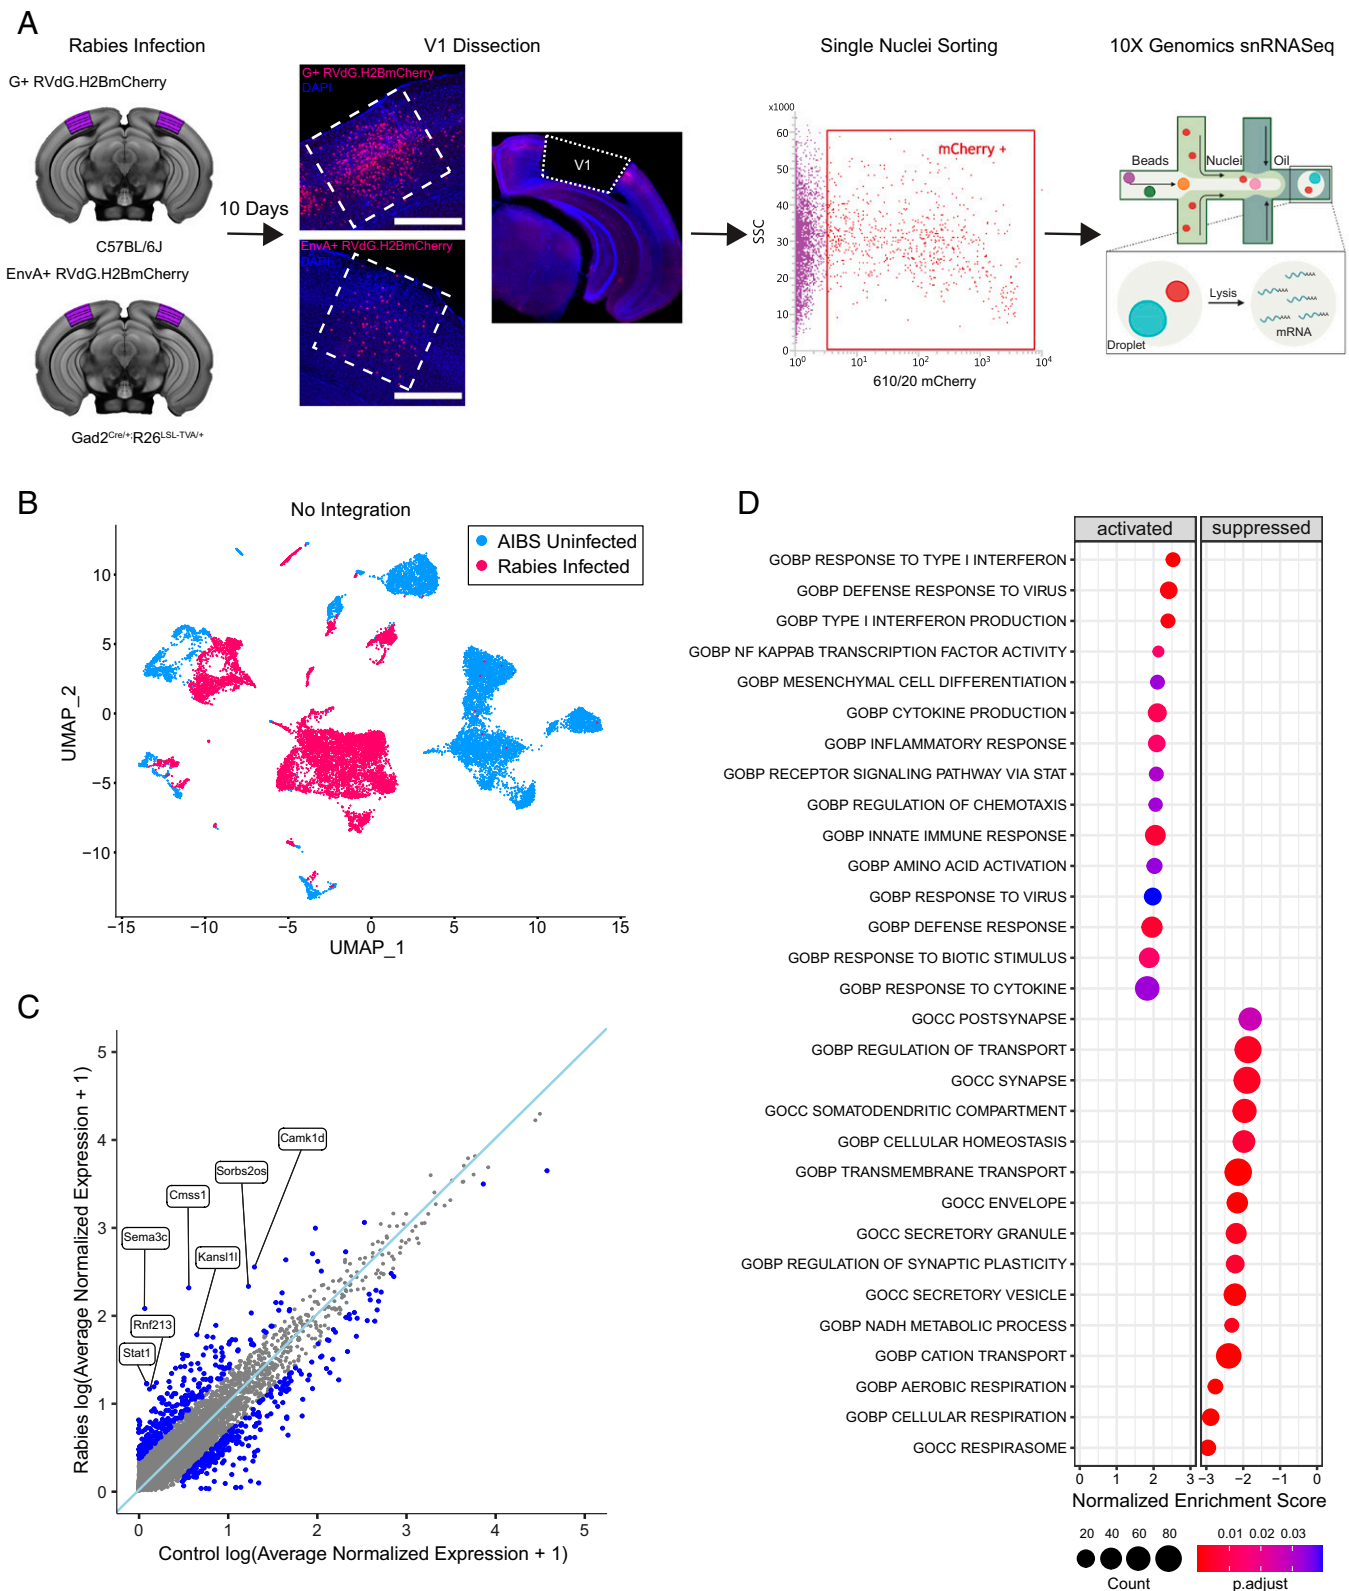 A
Rabies Infection
V1 Dissection
Single Nuclei Sorting
10X Genomics snRNASeq
G+ RVdG.H2BmCherry
C57BL/6J
EnvA+ RVdG.H2BmCherry
Gad2Cre/+;R26LSL-TVA/+
10 Days
G+ RVdG.H2BmCherry
DAPI
EnvA+ RVdG.H2BmCherry
DAPI
V1
x1000
60
50
40
30
20
10
0
SSC
mCherry +
10^0 10^1 10^2 10^3 10^4
610/20 mCherry
Beads
Nuclei
Oil
Lysis
Droplet
mRNA
B
No Integration
AIBS Uninfected
Rabies Infected
10
5
0
−5
−10
UMAP_2
−15 −10 −5 0 5 10 15
UMAP_1
C
5
4
3
2
1
0
Rabies log(Average Normalized Expression + 1)
Camk1d
Sorbs2os
Cmss1
Kansl1l
Sema3c
Rnf213
Stat1
0 1 2 3 4 5
Control log(Average Normalized Expression + 1)
D
activated
suppressed
GOBP RESPONSE TO TYPE I INTERFERON
GOBP DEFENSE RESPONSE TO VIRUS
GOBP TYPE I INTERFERON PRODUCTION
GOBP NF KAPPAB TRANSCRIPTION FACTOR ACTIVITY
GOBP MESENCHYMAL CELL DIFFERENTIATION
GOBP CYTOKINE PRODUCTION
GOBP INFLAMMATORY RESPONSE
GOBP RECEPTOR SIGNALING PATHWAY VIA STAT
GOBP REGULATION OF CHEMOTAXIS
GOBP INNATE IMMUNE RESPONSE
GOBP AMINO ACID ACTIVATION
GOBP RESPONSE TO VIRUS
GOBP DEFENSE RESPONSE
GOBP RESPONSE TO BIOTIC STIMULUS
GOBP RESPONSE TO CYTOKINE
GOCC POSTSYNAPSE
GOBP REGULATION OF TRANSPORT
GOCC SYNAPSE
GOCC SOMATODENDRITIC COMPARTMENT
GOBP CELLULAR HOMEOSTASIS
GOBP TRANSMEMBRANE TRANSPORT
GOCC ENVELOPE
GOCC SECRETORY GRANULE
GOBP REGULATION OF SYNAPTIC PLASTICITY
GOCC SECRETORY VESICLE
GOBP NADH METABOLIC PROCESS
GOBP CATION TRANSPORT
GOBP AEROBIC RESPIRATION
GOBP CELLULAR RESPIRATION
GOCC RESPIRASOME
0 1 2 3 −3 −2 −1 0
Normalized Enrichment Score
20 40 60 80
Count
0.01 0.02 0.03
p.adjust